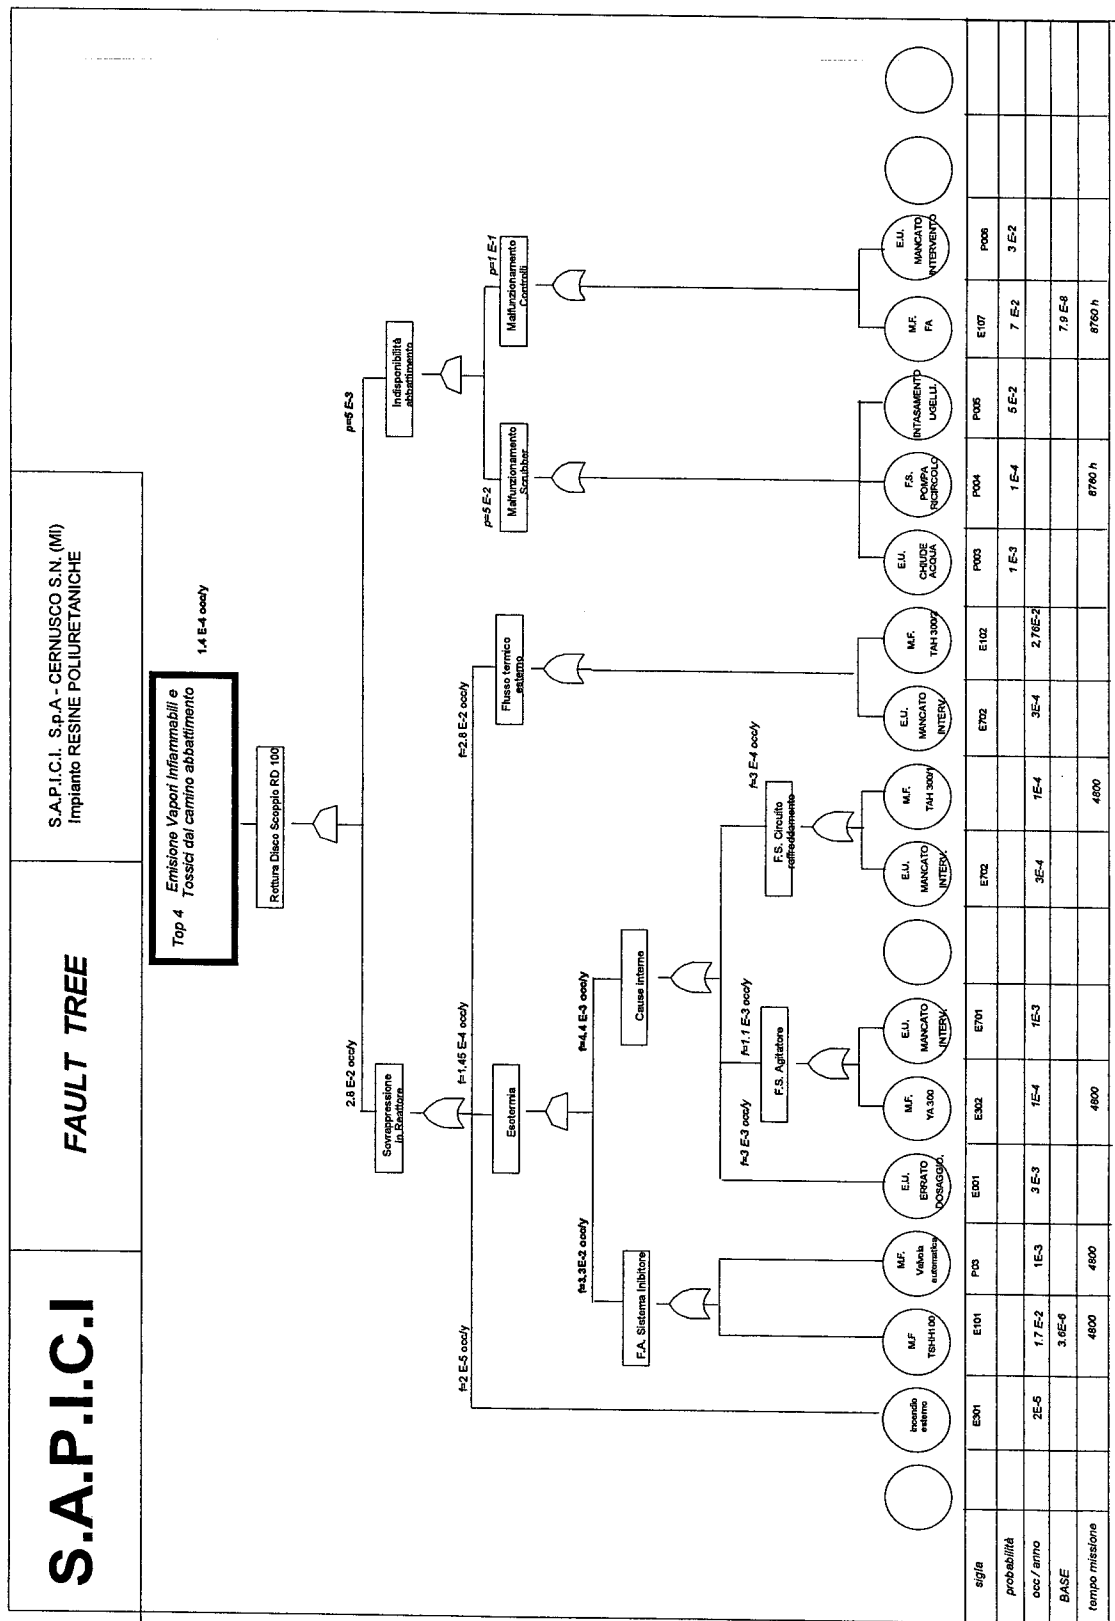 S.A.P.I.C.I
FAULT TREE
S.A.P.I.C.I. S.p.A - CERNUSCO S.N. (MI)
Impianto RESINE POLIURETANICHE
Top 4 Emisione Vapori Infiammabili e
Tossici dal camino abbattimento
1.4 E-4 occ/y
Rottura Disco Scoppio RD 100
2.8 E-2 occ/y
p=5 E-3
Sovrappressione
in Reattore
Indisponibilità
abbattimento
f=2 E-5 occ/y
f=1,45 E-4 occ/y
f=2.8 E-2 occ/y
p=5 E-2
p=1 E-1
Esotermia
Flusso termico
esterno
Malfunzionamento
Scrubber
Malfunzionamento
Controlli
f=3,3E-2 occ/y
f=4,4 E-3 occ/y
F.A. Sistema Inibitore
Cause interne
f=3 E-3 occ/y
f=1,1 E-3 occ/y
f=3 E-4 occ/y
F.S. Agitatore
F.S. Circuito
raffreddamento
Incendio
esterno
M.F
TSHH100
M.F.
Valvola
automatica
E.U.
ERRATO
DOSAGGIO.
M.F.
YA 300
E.U.
MANCATO
INTERV.
E.U.
MANCATO
INTERV.
M.F.
TAH 300/1
E.U.
MANCATO
INTERV.
M.F.
TAH 300/2
E.U.
CHIUDE
ACQUA
F.S.
POMPA
RICIRCOLO
INTASAMENTO
UGELLI.
M.F.
FA
E.U.
MANCATO
INTERVENTO
sigla E301 E101 P03 E001 E302 E701 E702 E702 E102 P003 P004 P005 E107 P006
probabilità 1 E-3 1 E-4 5 E-2 7 E-2 3 E-2
occ / anno 2E-5 1.7 E-2 1E-3 3 E-3 1E-4 1E-3 3E-4 1E-4 3E-4 2,76E-2
BASE 3.6E-6 7.9 E-8
tempo missione 4800 4800 4800 4800 8760 h 8760 h